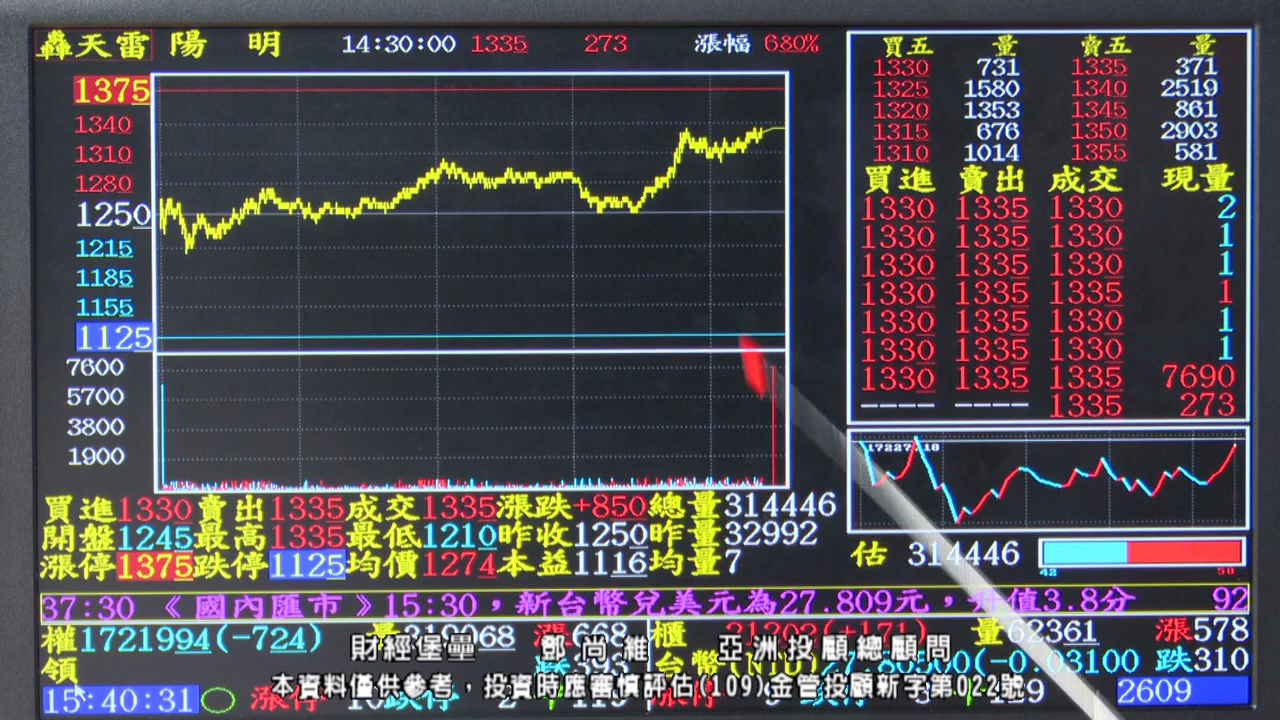 轟天雷 陽 明 14:30:00 1335 273 漲幅 680%
1375
1340
1310
1280
1250
1215
1185
1155
1125
7600
5700
3800
1900
買五 量 賣五 量
1330 731 1335 371
1325 1580 1340 2519
1320 1353 1345 861
1315 676 1350 2903
1310 1014 1355 581
買進 賣出 成交 現量
1330 1335 1330 2
1330 1335 1330 1
1330 1335 1330 1
1330 1335 1330 1
1330 1335 1330 1
1330 1335 1330 1
1330 1335 1335 7690
---- ---- 1335 273
17227.18
買進1330賣出1335成交1335漲跌+850總量314446
開盤1245最高1335最低1210昨收1250昨量32992
漲停1375跌停1125均價1274本益1116均量7
估 314446
42 58
37:30 《國內匯市》15:30，新台幣兌美元為27.809元，升值3.8分 92
權1721994(-724) 漲668 櫃 量62361 漲578
領 台幣 (-0.03100 跌310
財經堡壘 鄧尚維 亞洲投顧總顧問
本資料僅供參考，投資時應審慎評估(109)金管投顧新字第022號
15:40:31 2609